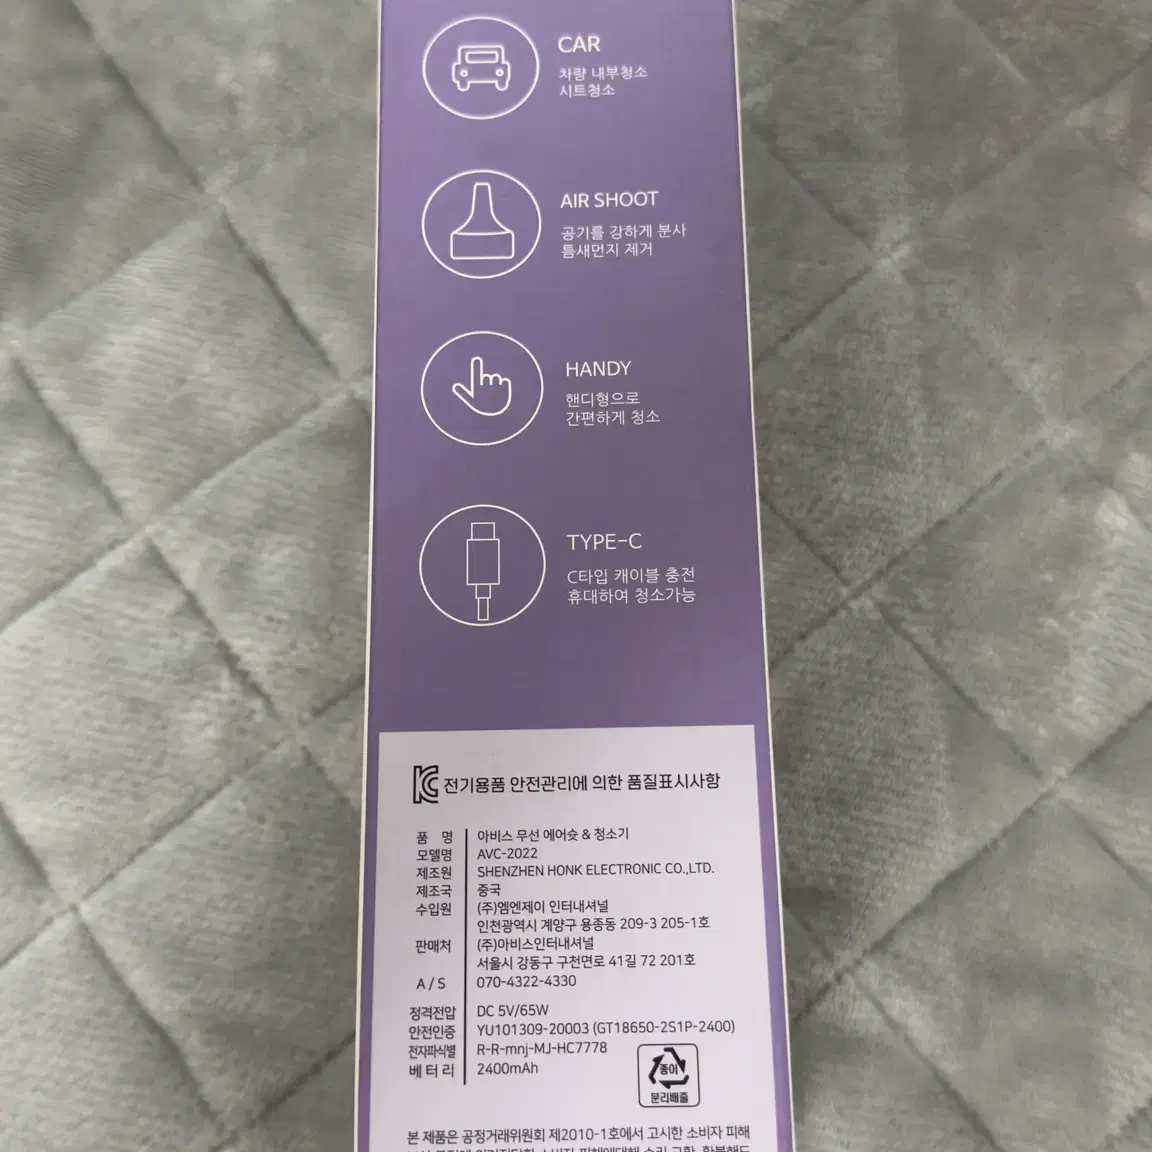 CAR
차량 내부청소
시트청소
AIR SHOOT
공기를 강하게 분사
틈새먼지 제거
HANDY
핸디형으로
간편하게 청소
TYPE-C
C타입 캐이블 충전
휴대하여 청소가능
전기용품 안전관리에 의한 품질표시사항
품 명 아비스 무선 에어슛 & 청소기
모델명 AVC-2022
제조원 SHENZHEN HONK ELECTRONIC CO.,LTD.
제조국 중국
수입원 (주)엠엔제이 인터내셔널
인천광역시 계양구 용종동 209-3 205-1호
판매처 (주)아비스인터내셔널
서울시 강동구 구천면로 41길 72 201호
A / S 070-4322-4330
정격전압 DC 5V/65W
안전인증 YU101309-20003 (GT18650-2S1P-2400)
전자파식별 R-R-mnj-MJ-HC7778
베터리 2400mAh
종이
분리배출
본 제품은 공정거래위원회 제2010-1호에서 고시한 소비자 피해